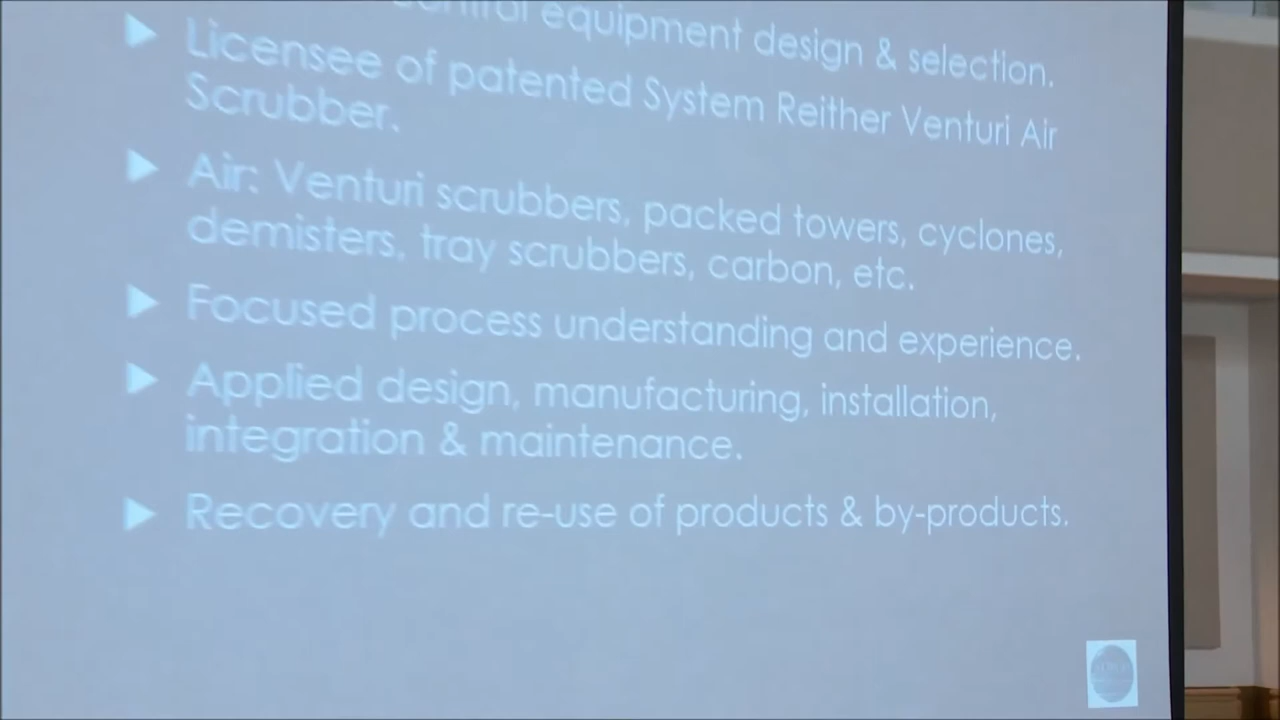 equipment design & selection.
Licensee of patented System Reither Venturi Air
Scrubber.
Air: Venturi scrubbers, packed towers, cyclones,
demisters, tray scrubbers, carbon, etc.
Focused process understanding and experience.
Applied design, manufacturing, installation,
integration & maintenance.
Recovery and re-use of products & by-products.